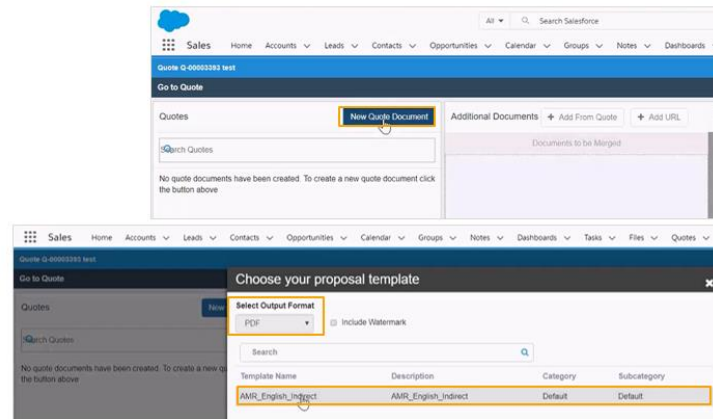 All Search Salesforce
Sales Home Accounts Leads Contacts Opportunities Calendar Groups Notes Dashboards
Quote Q-00003393 test
Go to Quote
Quotes New Quote Document Additional Documents + Add From Quote + Add URL
Search Quotes Documents to be Merged
No quote documents have been created. To create a new quote document click
the button above
Sales Home Accounts Leads Contacts Opportunities Calendar Groups Notes Dashboards Tasks Files Quotes
Quote Q-00003393 test
Go to Quote Choose your proposal template
Quotes New Select Output Format
PDF Include Watermark
Search Quotes Search
No quote documents have been created. To create a new qu
the button above
Template Name Description Category Subcategory
AMR_English_Indirect AMR_English_Indirect Default Default